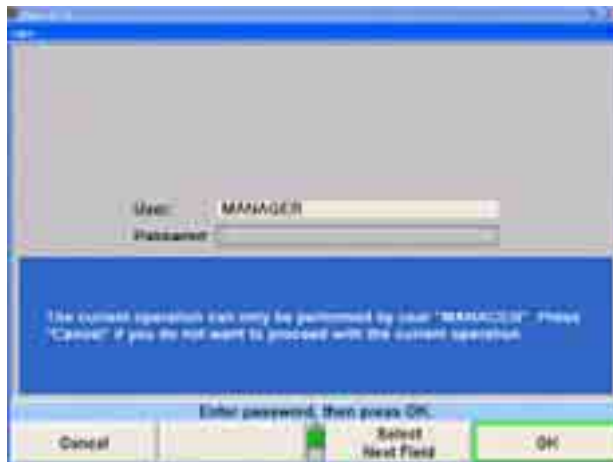 User: MANAGER
Password
The current operation can only be performed by user "MANAGER". Press
"Cancel" if you do not want to proceed with the current operation
Enter password, then press OK.
Cancel
Select
Next Field
OK